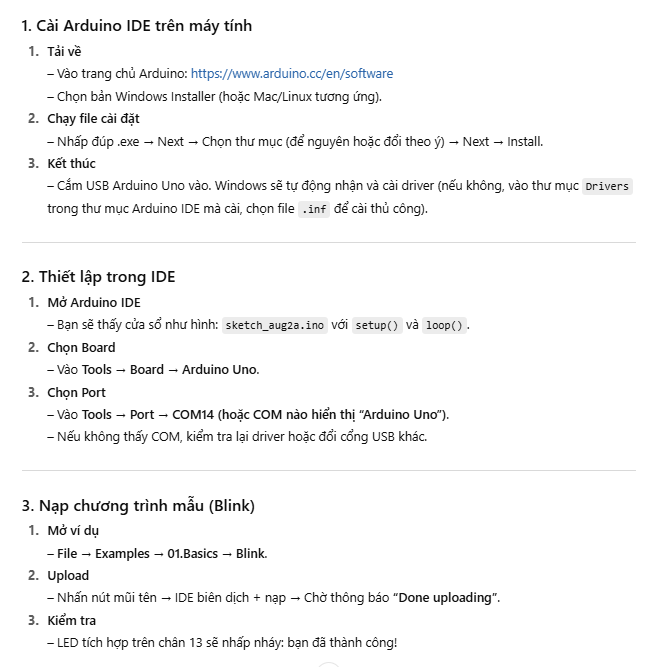 1. Cài Arduino IDE trên máy tính
1. Tải về
– Vào trang chủ Arduino: https://www.arduino.cc/en/software
– Chọn bản Windows Installer (hoặc Mac/Linux tương ứng).
2. Chạy file cài đặt
– Nhấp đúp .exe → Next → Chọn thư mục (để nguyên hoặc đổi theo ý) → Next → Install.
3. Kết thúc
– Cắm USB Arduino Uno vào. Windows sẽ tự động nhận và cài driver (nếu không, vào thư mục Drivers
trong thư mục Arduino IDE mà cài, chọn file .inf để cài thủ công).
2. Thiết lập trong IDE
1. Mở Arduino IDE
– Bạn sẽ thấy cửa sổ như hình: sketch_aug2a.ino với setup() và loop().
2. Chọn Board
– Vào Tools → Board → Arduino Uno.
3. Chọn Port
– Vào Tools → Port → COM14 (hoặc COM nào hiển thị “Arduino Uno”).
– Nếu không thấy COM, kiểm tra lại driver hoặc đổi cổng USB khác.
3. Nạp chương trình mẫu (Blink)
1. Mở ví dụ
– File → Examples → 01.Basics → Blink.
2. Upload
– Nhấn nút mũi tên → IDE biên dịch + nạp → Chờ thông báo “Done uploading”.
3. Kiểm tra
– LED tích hợp trên chân 13 sẽ nhấp nháy: bạn đã thành công!